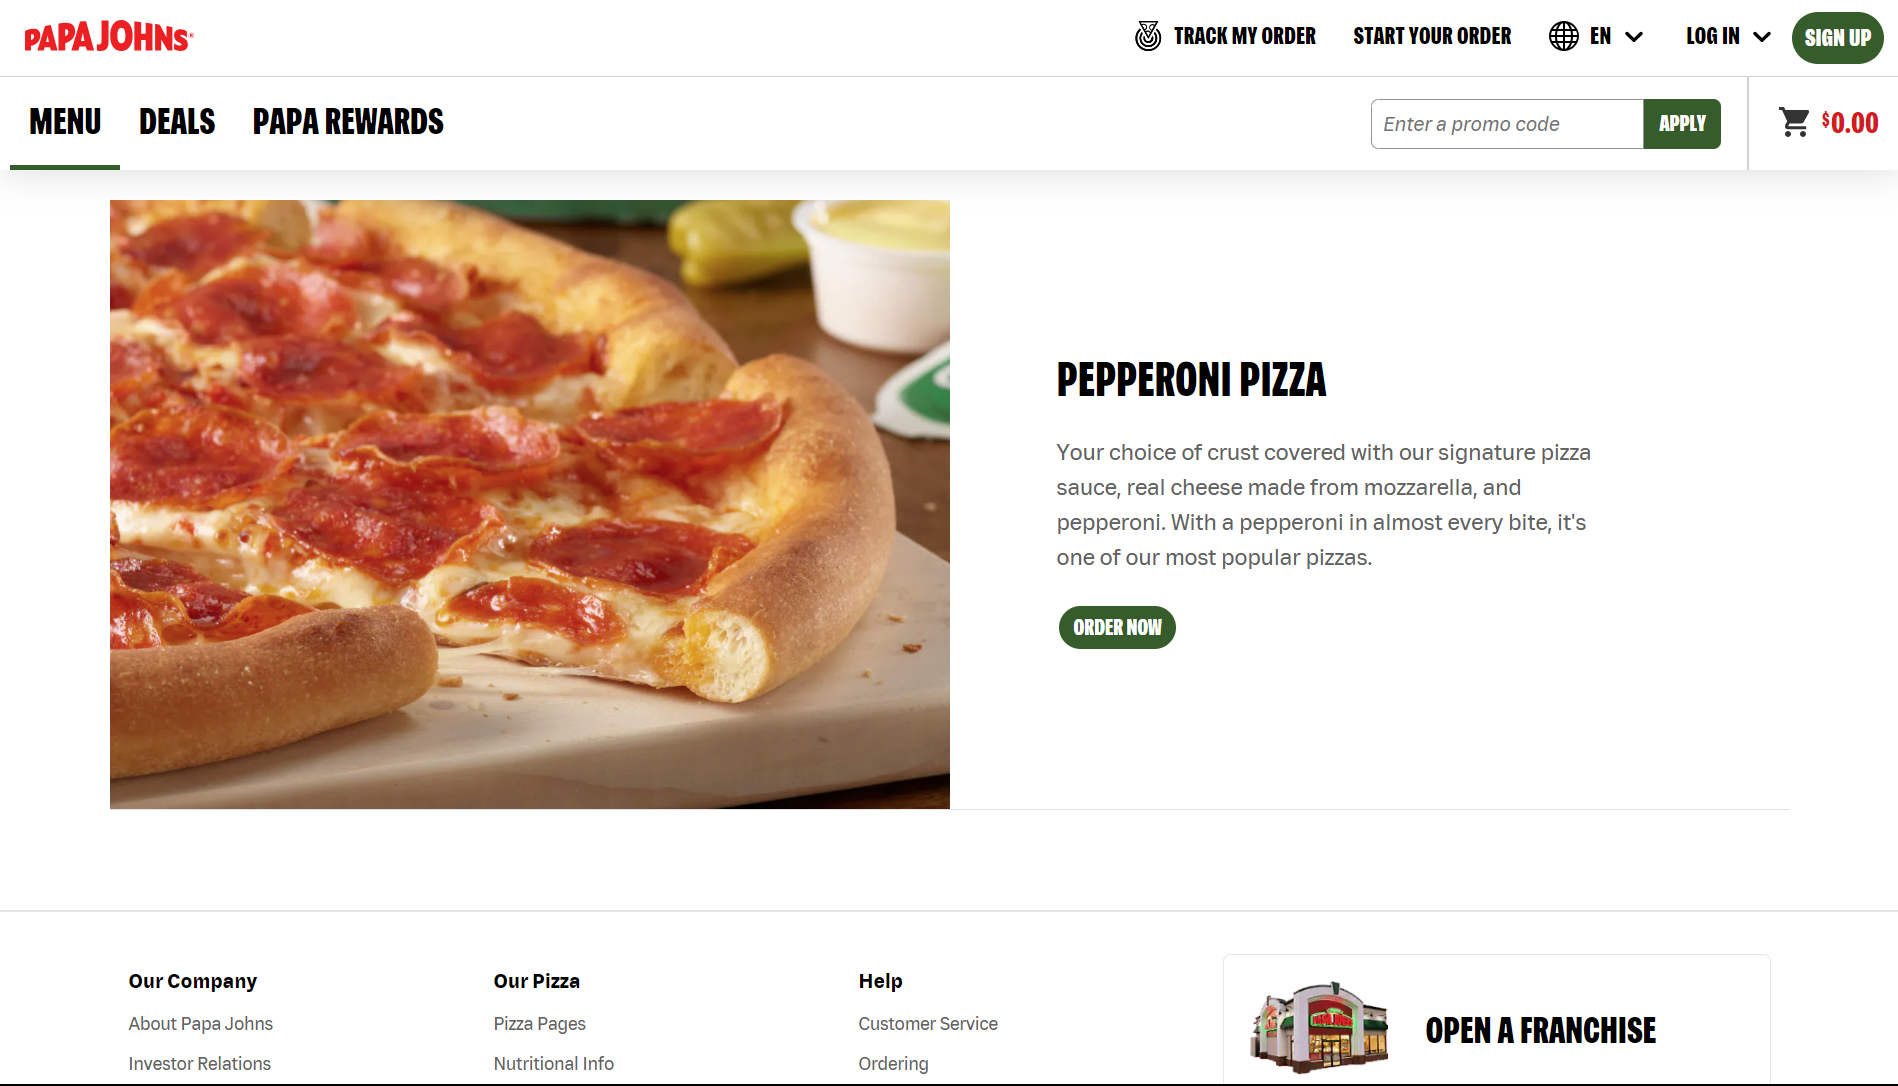 PAPA JOHNS
TRACK MY ORDER
START YOUR ORDER
EN
LOG IN
SIGN UP
MENU
DEALS
PAPA REWARDS
Enter a promo code
APPLY
$0.00
PEPPERONI PIZZA
Your choice of crust covered with our signature pizza
sauce, real cheese made from mozzarella, and
pepperoni. With a pepperoni in almost every bite, it's
one of our most popular pizzas.
ORDER NOW
Our Company
About Papa Johns
Investor Relations
Our Pizza
Pizza Pages
Nutritional Info
Help
Customer Service
Ordering
PAPA JOHNS
OPEN A FRANCHISE